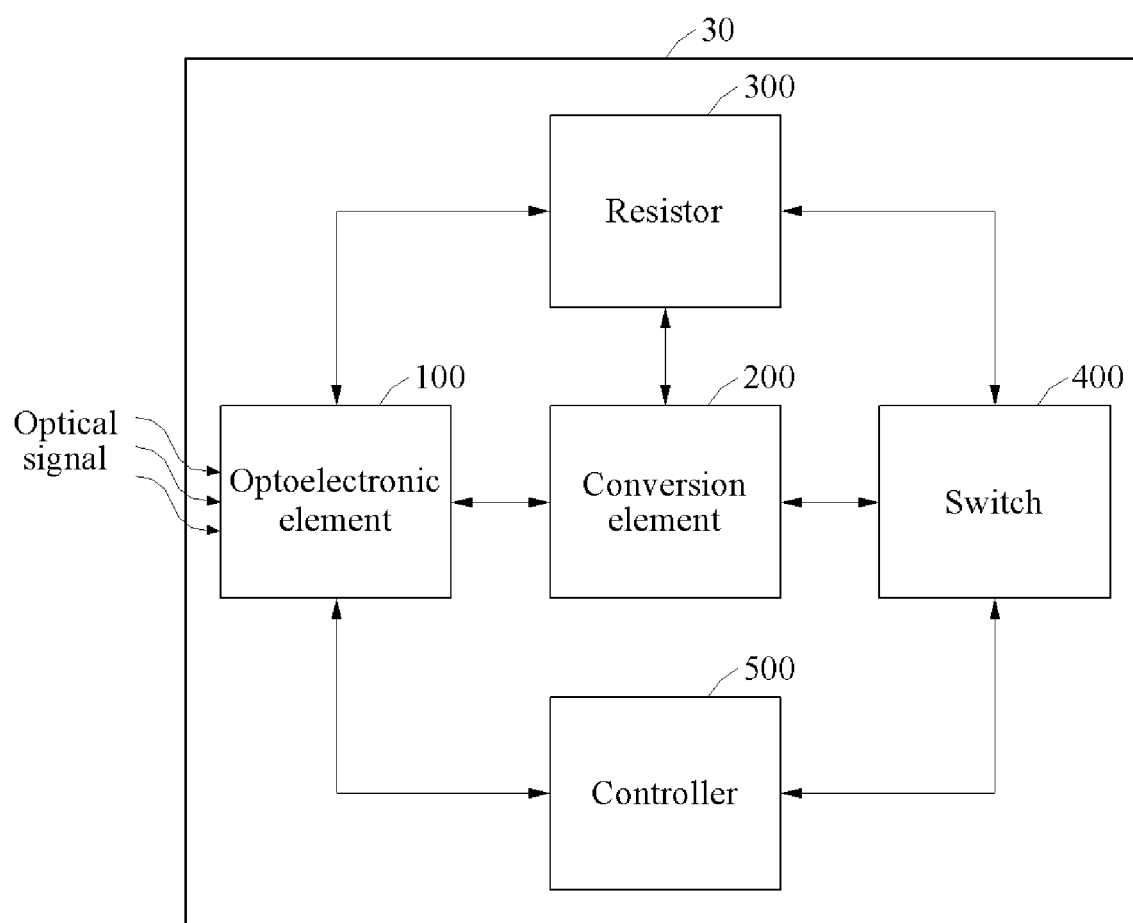 30
300
Resistor
100
200
400
Optical
signal
Optoelectronic
element
Conversion
element
Switch
500
Controller